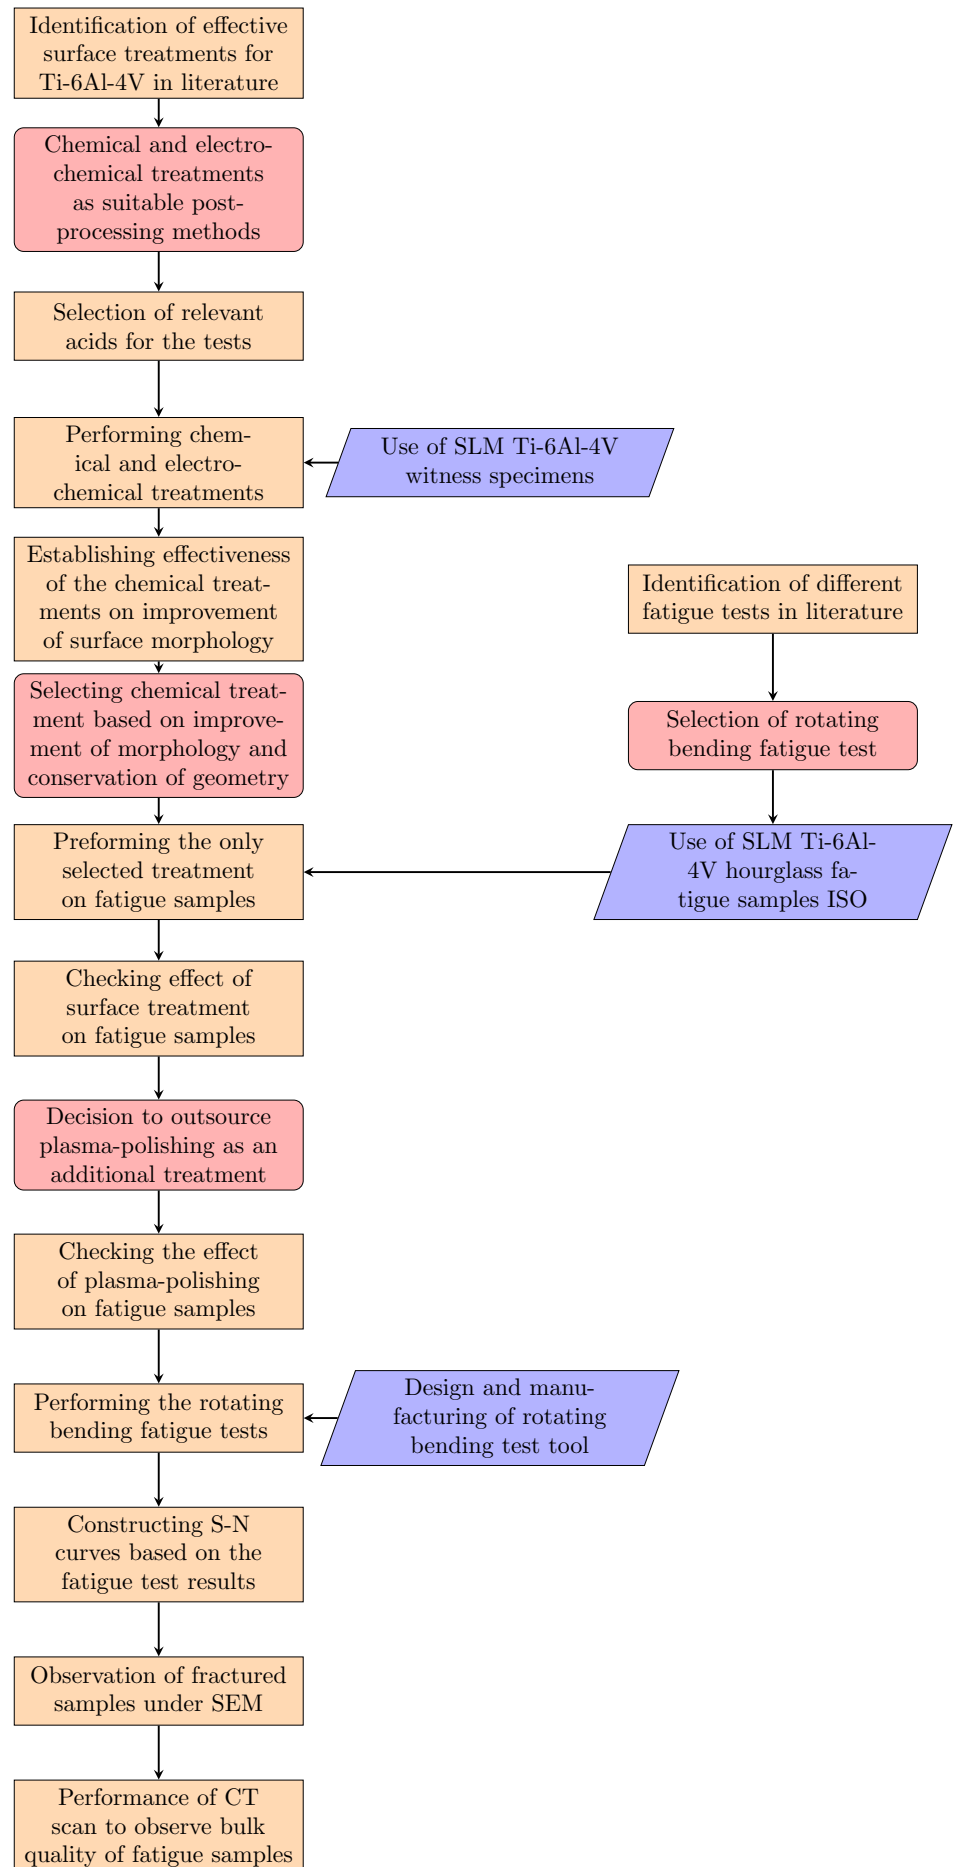 Identification of effective
surface treatments for
Ti-6Al-4V in literature
Chemical and electro-
chemical treatments
as suitable post-
processing methods
Selection of relevant
acids for the tests
Performing chem-
ical and electro-
chemical treatments
Use of SLM Ti-6Al-4V
witness specimens
Establishing effectiveness
of the chemical treat-
ments on improvement
of surface morphology
Identification of different
fatigue tests in literature
Selecting chemical treat-
ment based on improve-
ment of morphology and
conservation of geometry
Selection of rotating
bending fatigue test
Preforming the only
selected treatment
on fatigue samples
Use of SLM Ti-6Al-
4V hourglass fa-
tigue samples ISO
Checking effect of
surface treatment
on fatigue samples
Decision to outsource
plasma-polishing as an
additional treatment
Checking the effect
of plasma-polishing
on fatigue samples
Performing the rotating
bending fatigue tests
Design and manu-
facturing of rotating
bending test tool
Constructing S-N
curves based on the
fatigue test results
Observation of fractured
samples under SEM
Performance of CT
scan to observe bulk
quality of fatigue samples